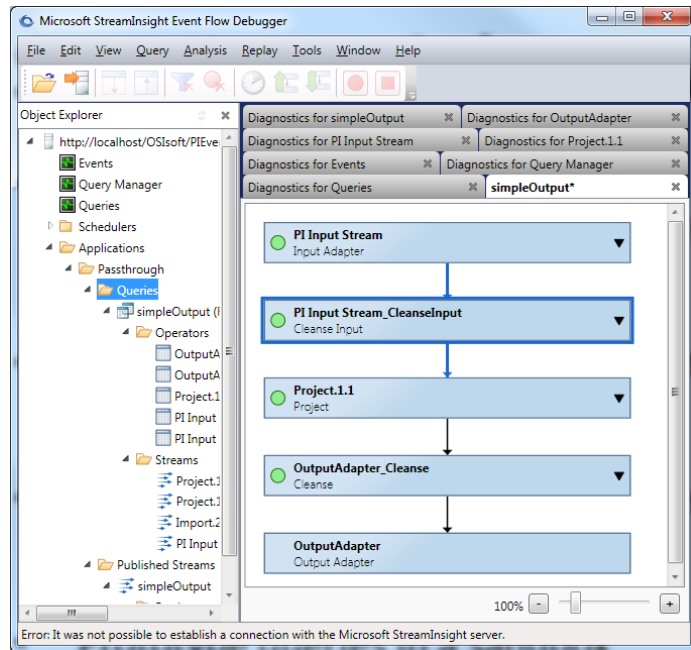 Microsoft StreamInsight Event Flow Debugger
File Edit View Query Analysis Replay Tools Window Help
Object Explorer
Diagnostics for simpleOutput
Diagnostics for OutputAdapter
Diagnostics for PI Input Stream
Diagnostics for Project.1.1
Diagnostics for Events
Diagnostics for Query Manager
Diagnostics for Queries
simpleOutput*
http://localhost/OSIsoft/PIEve
Events
Query Manager
Queries
Schedulers
Applications
Passthrough
Queries
simpleOutput (
Operators
OutputA
OutputA
Project.1
PI Input
PI Input
Streams
Project.1
Project.1
Import.2
PI Input
Published Streams
simpleOutput
PI Input Stream
Input Adapter
PI Input Stream_CleanseInput
Cleanse Input
Project.1.1
Project
OutputAdapter_Cleanse
Cleanse
OutputAdapter
Output Adapter
100%
Error: It was not possible to establish a connection with the Microsoft StreamInsight server.